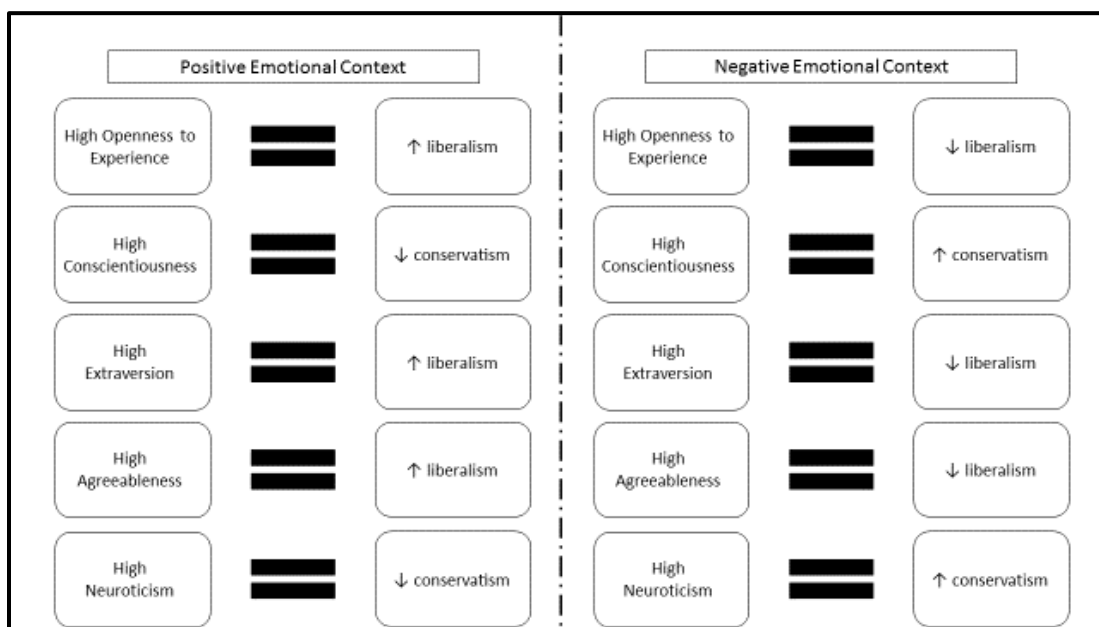 Positive Emotional Context
High Openness to
Experience
↑ liberalism
High
Conscientiousness
↓ conservatism
High
Extraversion
↑ liberalism
High
Agreeableness
↑ liberalism
High
Neuroticism
↓ conservatism
Negative Emotional Context
High Openness to
Experience
↓ liberalism
High
Conscientiousness
↑ conservatism
High
Extraversion
↓ liberalism
High
Agreeableness
↓ liberalism
High
Neuroticism
↑ conservatism